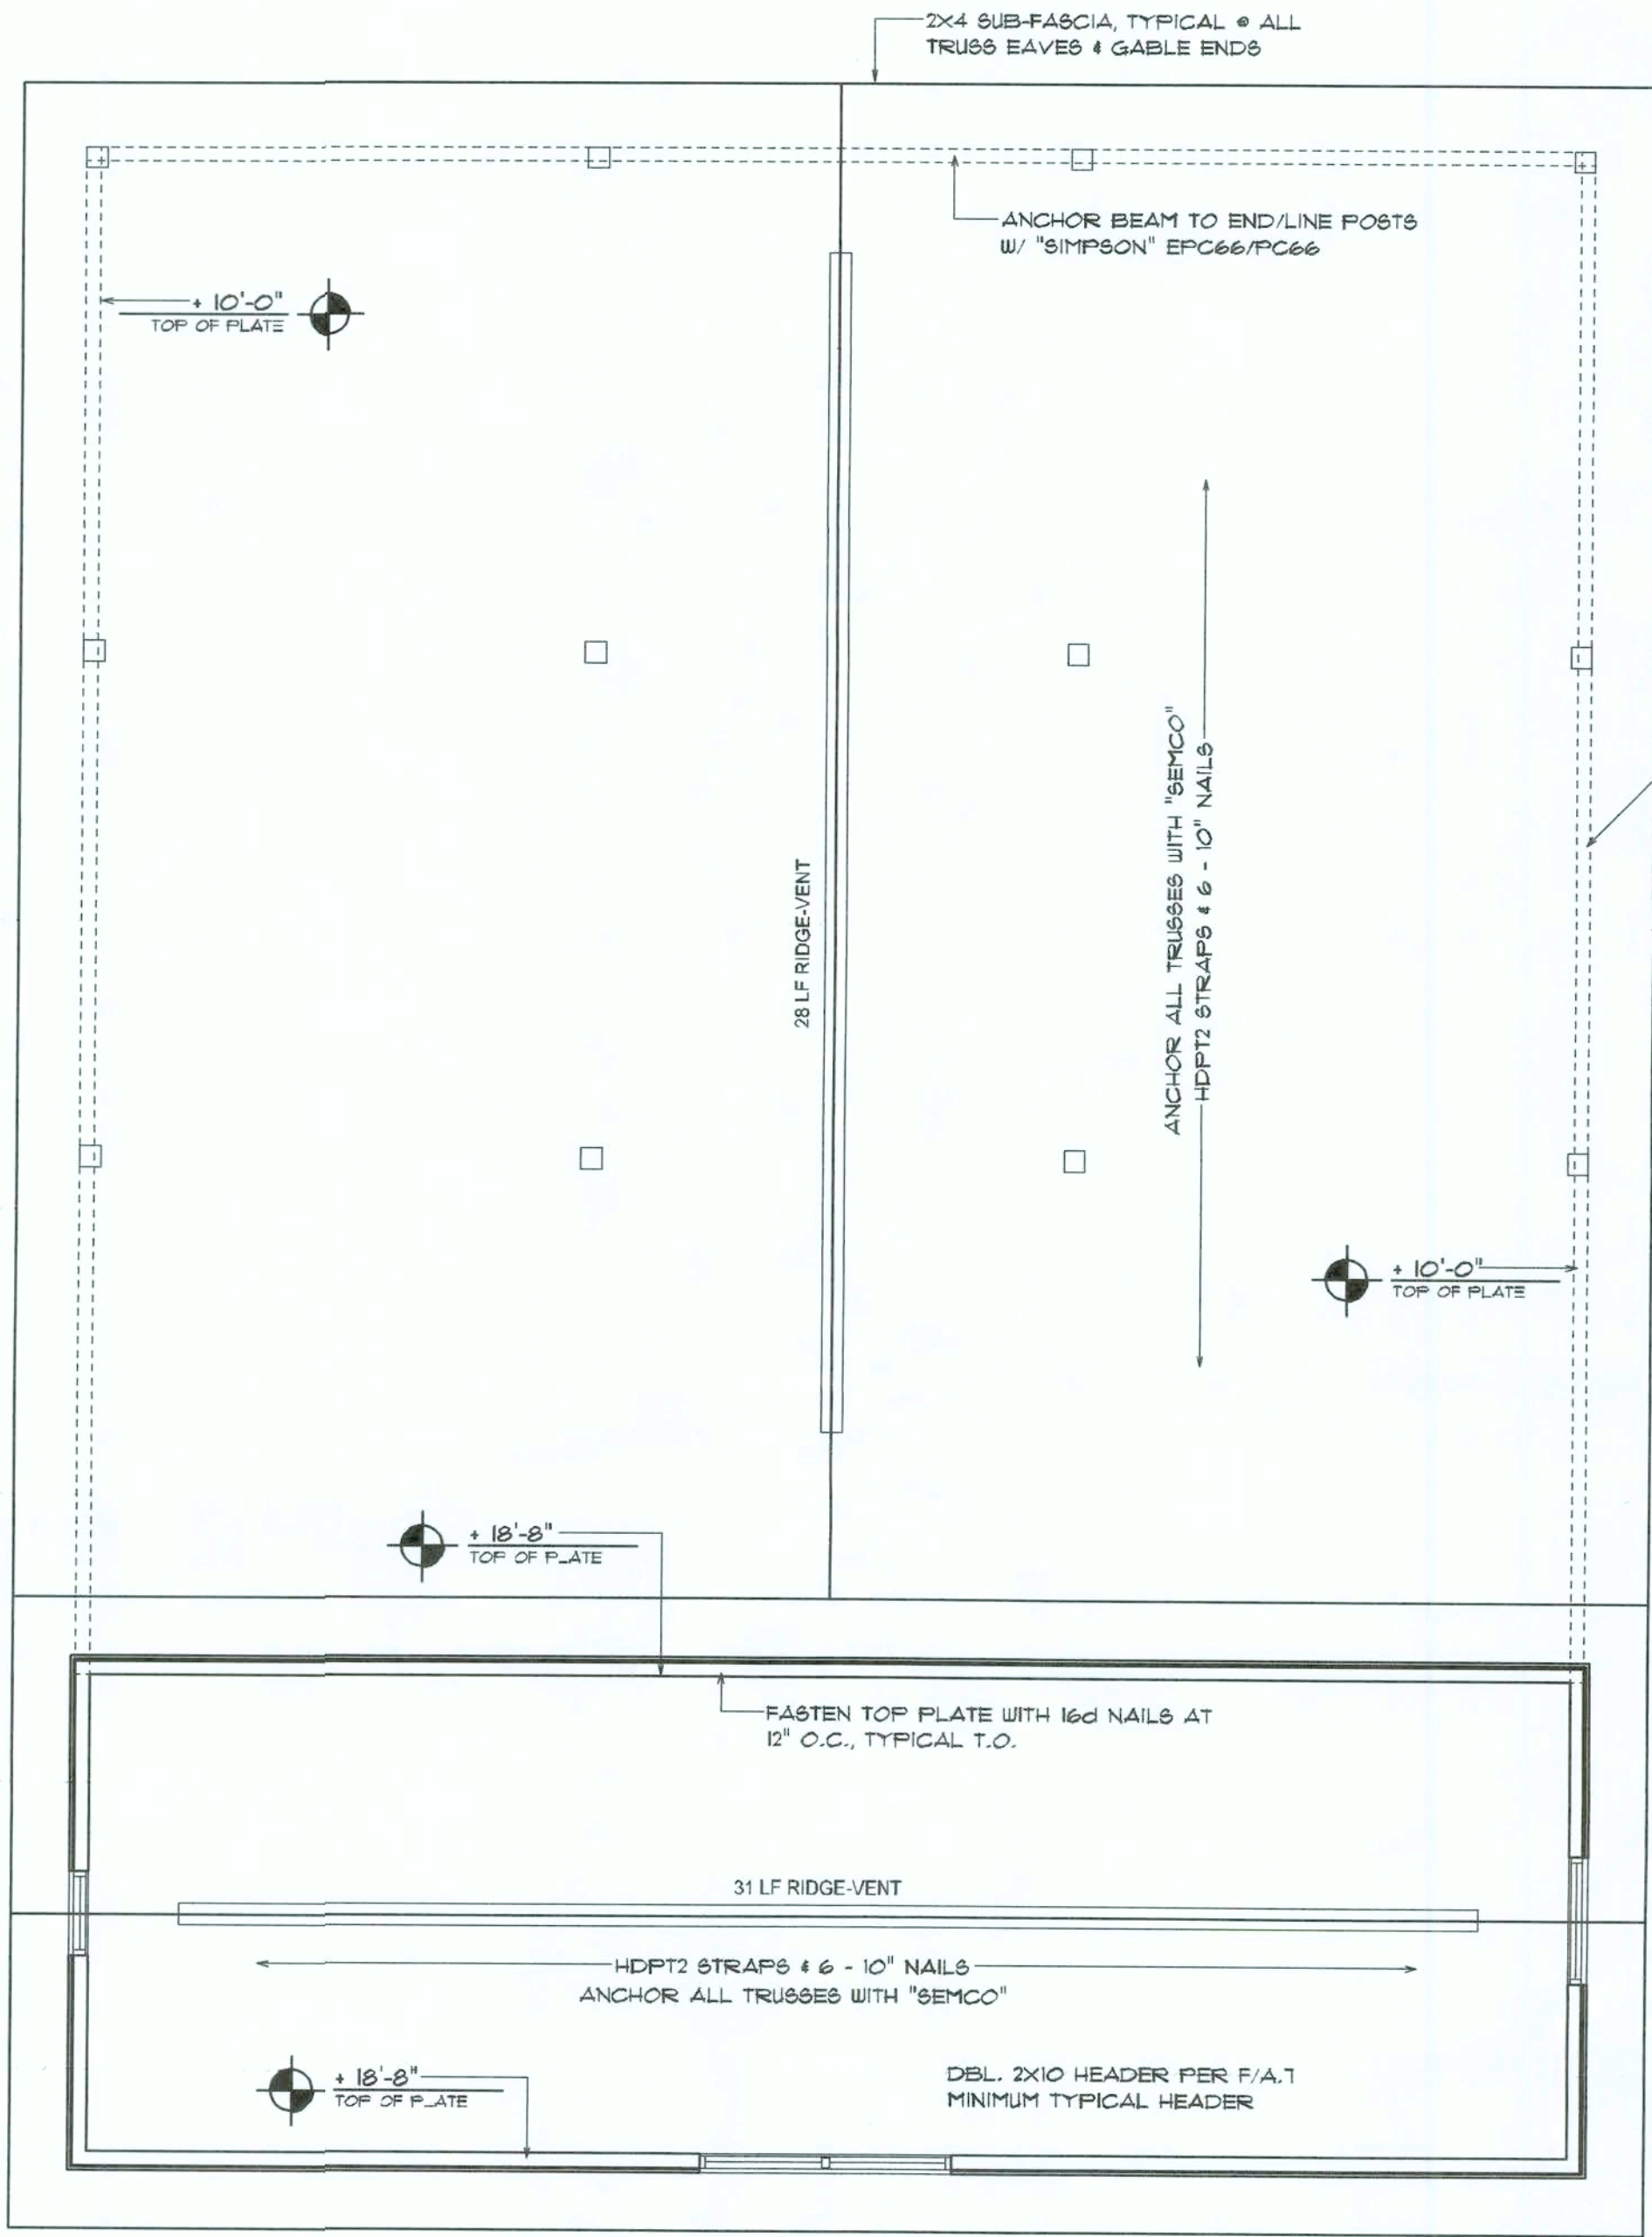 2X4 SUB-FASCIA, TYPICAL @ ALL
TRUSS EAVES & GABLE ENDS
ANCHOR BEAM TO END/LINE POSTS
W/ "SIMPSON" EPC66/PC66
+ 10'-0"
TOP OF PLATE
28 LF RIDGE-VENT
ANCHOR ALL TRUSSES WITH "SEMCO"
HDPT2 STRAPS & 6 - 10" NAILS
+ 10'-0"
TOP OF PLATE
+ 18'-8"
TOP OF PLATE
FASTEN TOP PLATE WITH 16d NAILS AT
12" O.C., TYPICAL T.O.
31 LF RIDGE-VENT
HDPT2 STRAPS & 6 - 10" NAILS
ANCHOR ALL TRUSSES WITH "SEMCO"
+ 18'-8"
TOP OF PLATE
DBL. 2X10 HEADER PER F/A.7
MINIMUM TYPICAL HEADER